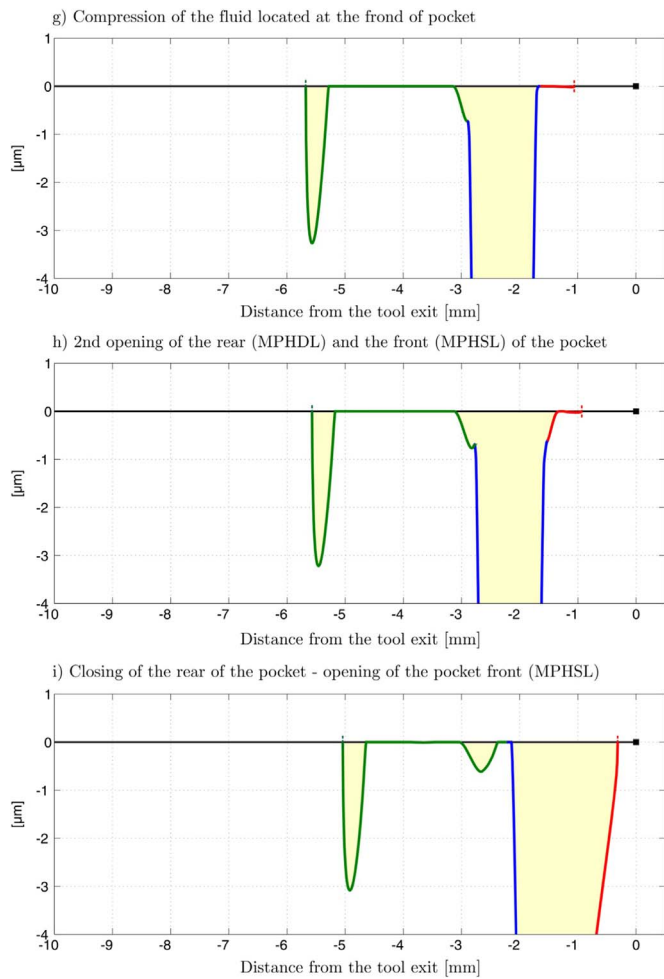 g) Compression of the fluid located at the frond of pocket
1
0
-1
-2
-3
-4
[µm]
-10 -9 -8 -7 -6 -5 -4 -3 -2 -1 0
Distance from the tool exit [mm]
h) 2nd opening of the rear (MPHDL) and the front (MPHSL) of the pocket
1
0
-1
-2
-3
-4
[µm]
-10 -9 -8 -7 -6 -5 -4 -3 -2 -1 0
Distance from the tool exit [mm]
i) Closing of the rear of the pocket - opening of the pocket front (MPHSL)
1
0
-1
-2
-3
-4
[µm]
-10 -9 -8 -7 -6 -5 -4 -3 -2 -1 0
Distance from the tool exit [mm]